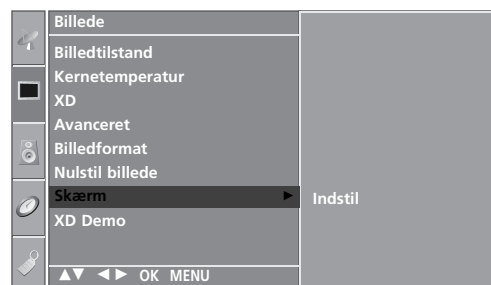 Billede
Billedtilstand
Kernetemperatur
XD
Avanceret
Billedformat
Nulstil billede
Skærm ► Indstil
XD Demo
▲▼ ◄► OK MENU